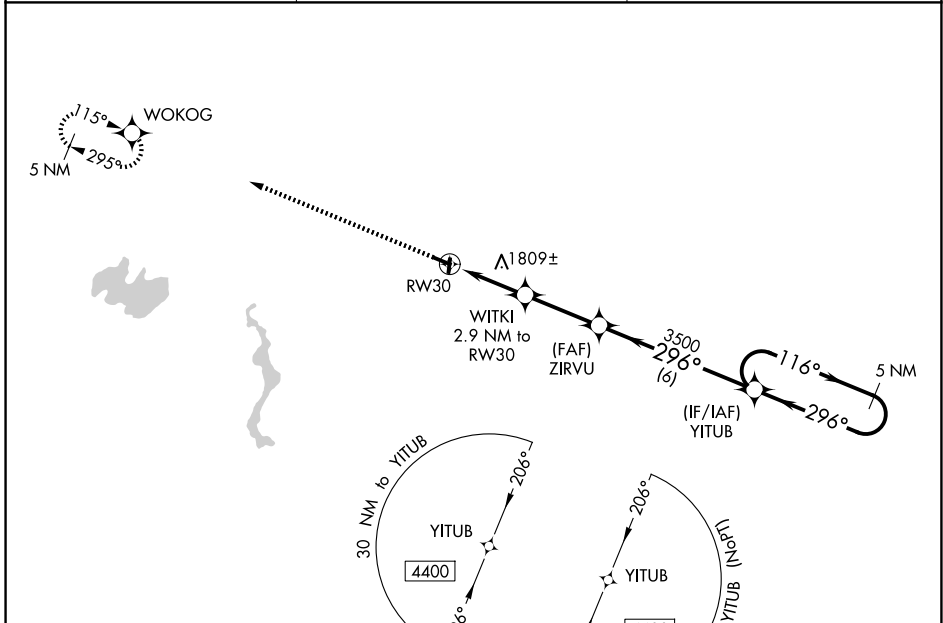 115°
WOKOG
295°
5 NM
1809±
RW30
WITKI
2.9 NM to
RW30
(FAF)
ZIRVU
3500
296°
(6)
116°
5 NM
296°
(IF/IAF)
YITUB
30 NM to YITUB
206°
YITUB
4400
206°
YITUB
YITUB (NoPT)